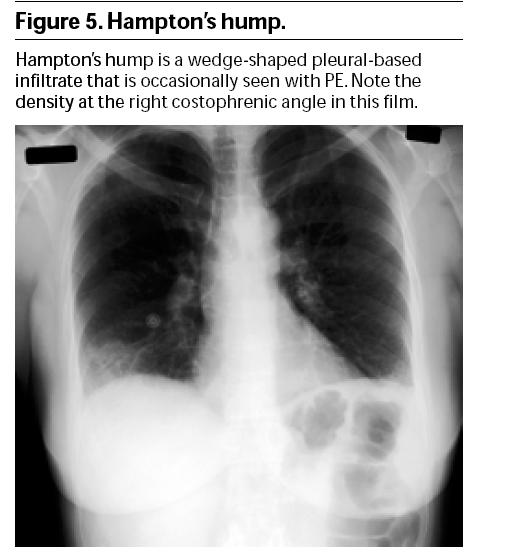 Figure 5. Hampton's hump.
Hampton's hump is a wedge-shaped pleural-based
infiltrate that is occasionally seen with PE. Note the
density at the right costophrenic angle in this film.